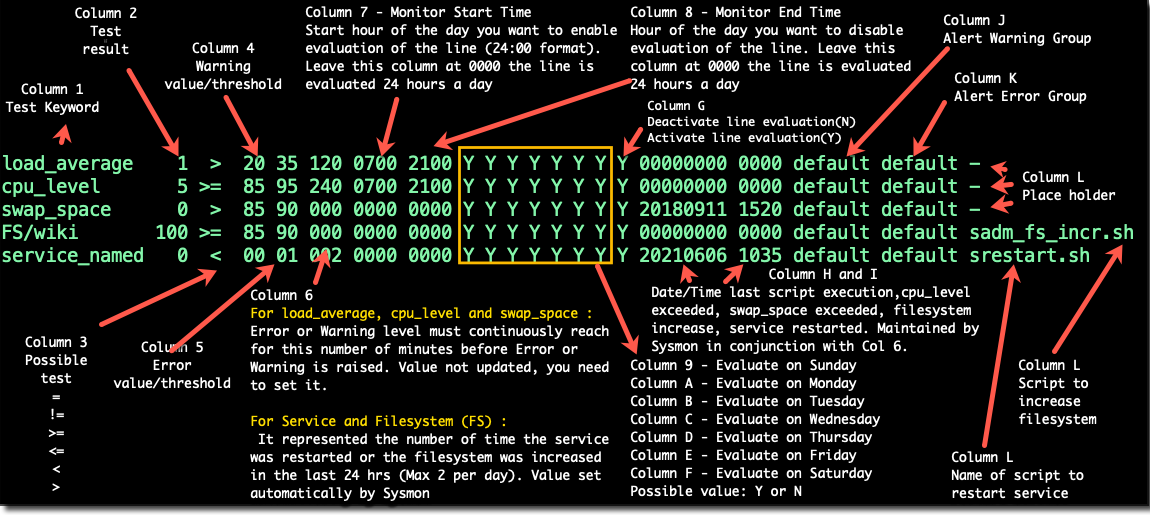 Column 2
Test
result
Column 4
Warning
value/threshold
Column 7 - Monitor Start Time
Start hour of the day you want to enable
evaluation of the line (24:00 format).
Leave this column at 0000 the line is
evaluated 24 hours a day
Column 8 - Monitor End Time
Hour of the day you want to disable
evaluation of the line. Leave this
column at 0000 the line is evaluated
24 hours a day
Column J
Alert Warning Group
Column K
Alert Error Group
Column 1
Test Keyword
Column G
Deactivate line evaluation(N)
Activate line evaluation(Y)
load_average 1 > 20 35 120 0700 2100 Y Y Y Y Y Y Y Y 00000000 0000 default default -
cpu_level 5 >= 85 95 240 0700 2100 Y Y Y Y Y Y Y Y 00000000 0000 default default -
swap_space 0 > 85 90 000 0000 0000 Y Y Y Y Y Y Y Y 20180911 1520 default default -
FS/wiki 100 >= 85 90 000 0000 0000 Y Y Y Y Y Y Y Y 00000000 0000 default default sadm_fs_incr.sh
service_named 0 < 00 01 002 0000 0000 Y Y Y Y Y Y Y Y 20210606 1035 default default srestart.sh
Column L
Place holder
Column 3
Possible
test
=
!=
>=
<=
<
>
Column 5
Error
value/threshold
Column 6
For load_average, cpu_level and swap_space :
Error or Warning level must continuously reach
for this number of minutes before Error or
Warning is raised. Value not updated, you need
to set it.
For Service and Filesystem (FS) :
It represented the number of time the service
was restarted or the filesystem was increased
in the last 24 hrs (Max 2 per day). Value set
automatically by Sysmon
Column H and I
Date/Time last script execution,cpu_level
exceeded, swap_space exceeded, filesystem
increase, service restarted. Maintained by
Sysmon in conjunction with Col 6.
Column 9 - Evaluate on Sunday
Column A - Evaluate on Monday
Column B - Evaluate on Tuesday
Column C - Evaluate on Wednesday
Column D - Evaluate on Thursday
Column E - Evaluate on Friday
Column F - Evaluate on Saturday
Possible value: Y or N
Column L
Script to
increase
filesystem
Column L
Name of script to
restart service